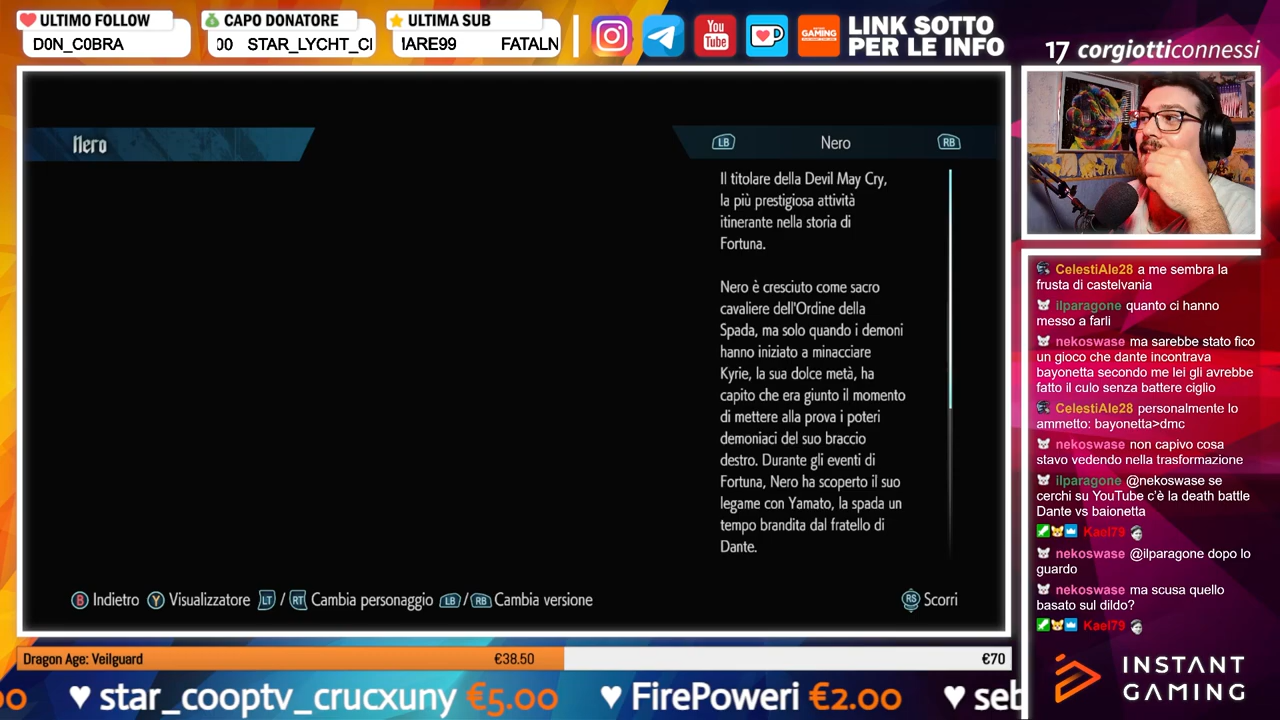 ULTIMO FOLLOW
D0N_C0BRA
CAPO DONATORE
00 STAR_LYCHT_C
ULTIMA SUB
IARE99 FATALN
You
Tube
GAMING
LINK SOTTO
PER LE INFO
17 corgiotticonnessi
Nero
LB Nero RB
Il titolare della Devil May Cry,
la più prestigiosa attività
itinerante nella storia di
Fortuna.
Nero è cresciuto come sacro
cavaliere dell'Ordine della
Spada, ma solo quando i demoni
hanno iniziato a minacciare
Kyrie, la sua dolce metà, ha
capito che era giunto il momento
di mettere alla prova i poteri
demoniaci del suo braccio
destro. Durante gli eventi di
Fortuna, Nero ha scoperto il suo
legame con Yamato, la spada un
tempo brandita dal fratello di
Dante.
B Indietro Y Visualizzatore LT / RT Cambia personaggio LB / RB Cambia versione
RS Scorri
CelestiAle28 a me sembra la
frusta di castelvania
ilparagone quanto ci hanno
messo a farli
nekoswase ma sarebbe stato fico
un gioco che dante incontrava
bayonetta secondo me lei gli avrebbe
fatto il culo senza battere ciglio
CelestiAle28 personalmente lo
ammetto: bayonetta>dmc
nekoswase non capivo cosa
stavo vedendo nella trasformazione
ilparagone @nekoswase se
cerchi su YouTube c'è la death battle
Dante vs baionetta
Kael79
nekoswase @ilparagone dopo lo
guardo
nekoswase ma scusa quello
basato sul dildo?
Kael79
INSTANT
GAMING
Dragon Age: Veilguard €38.50 €70
00 ♥ star_cooptv_crucxuny €5.00 ♥ FirePoweri €2.00 ♥ seb